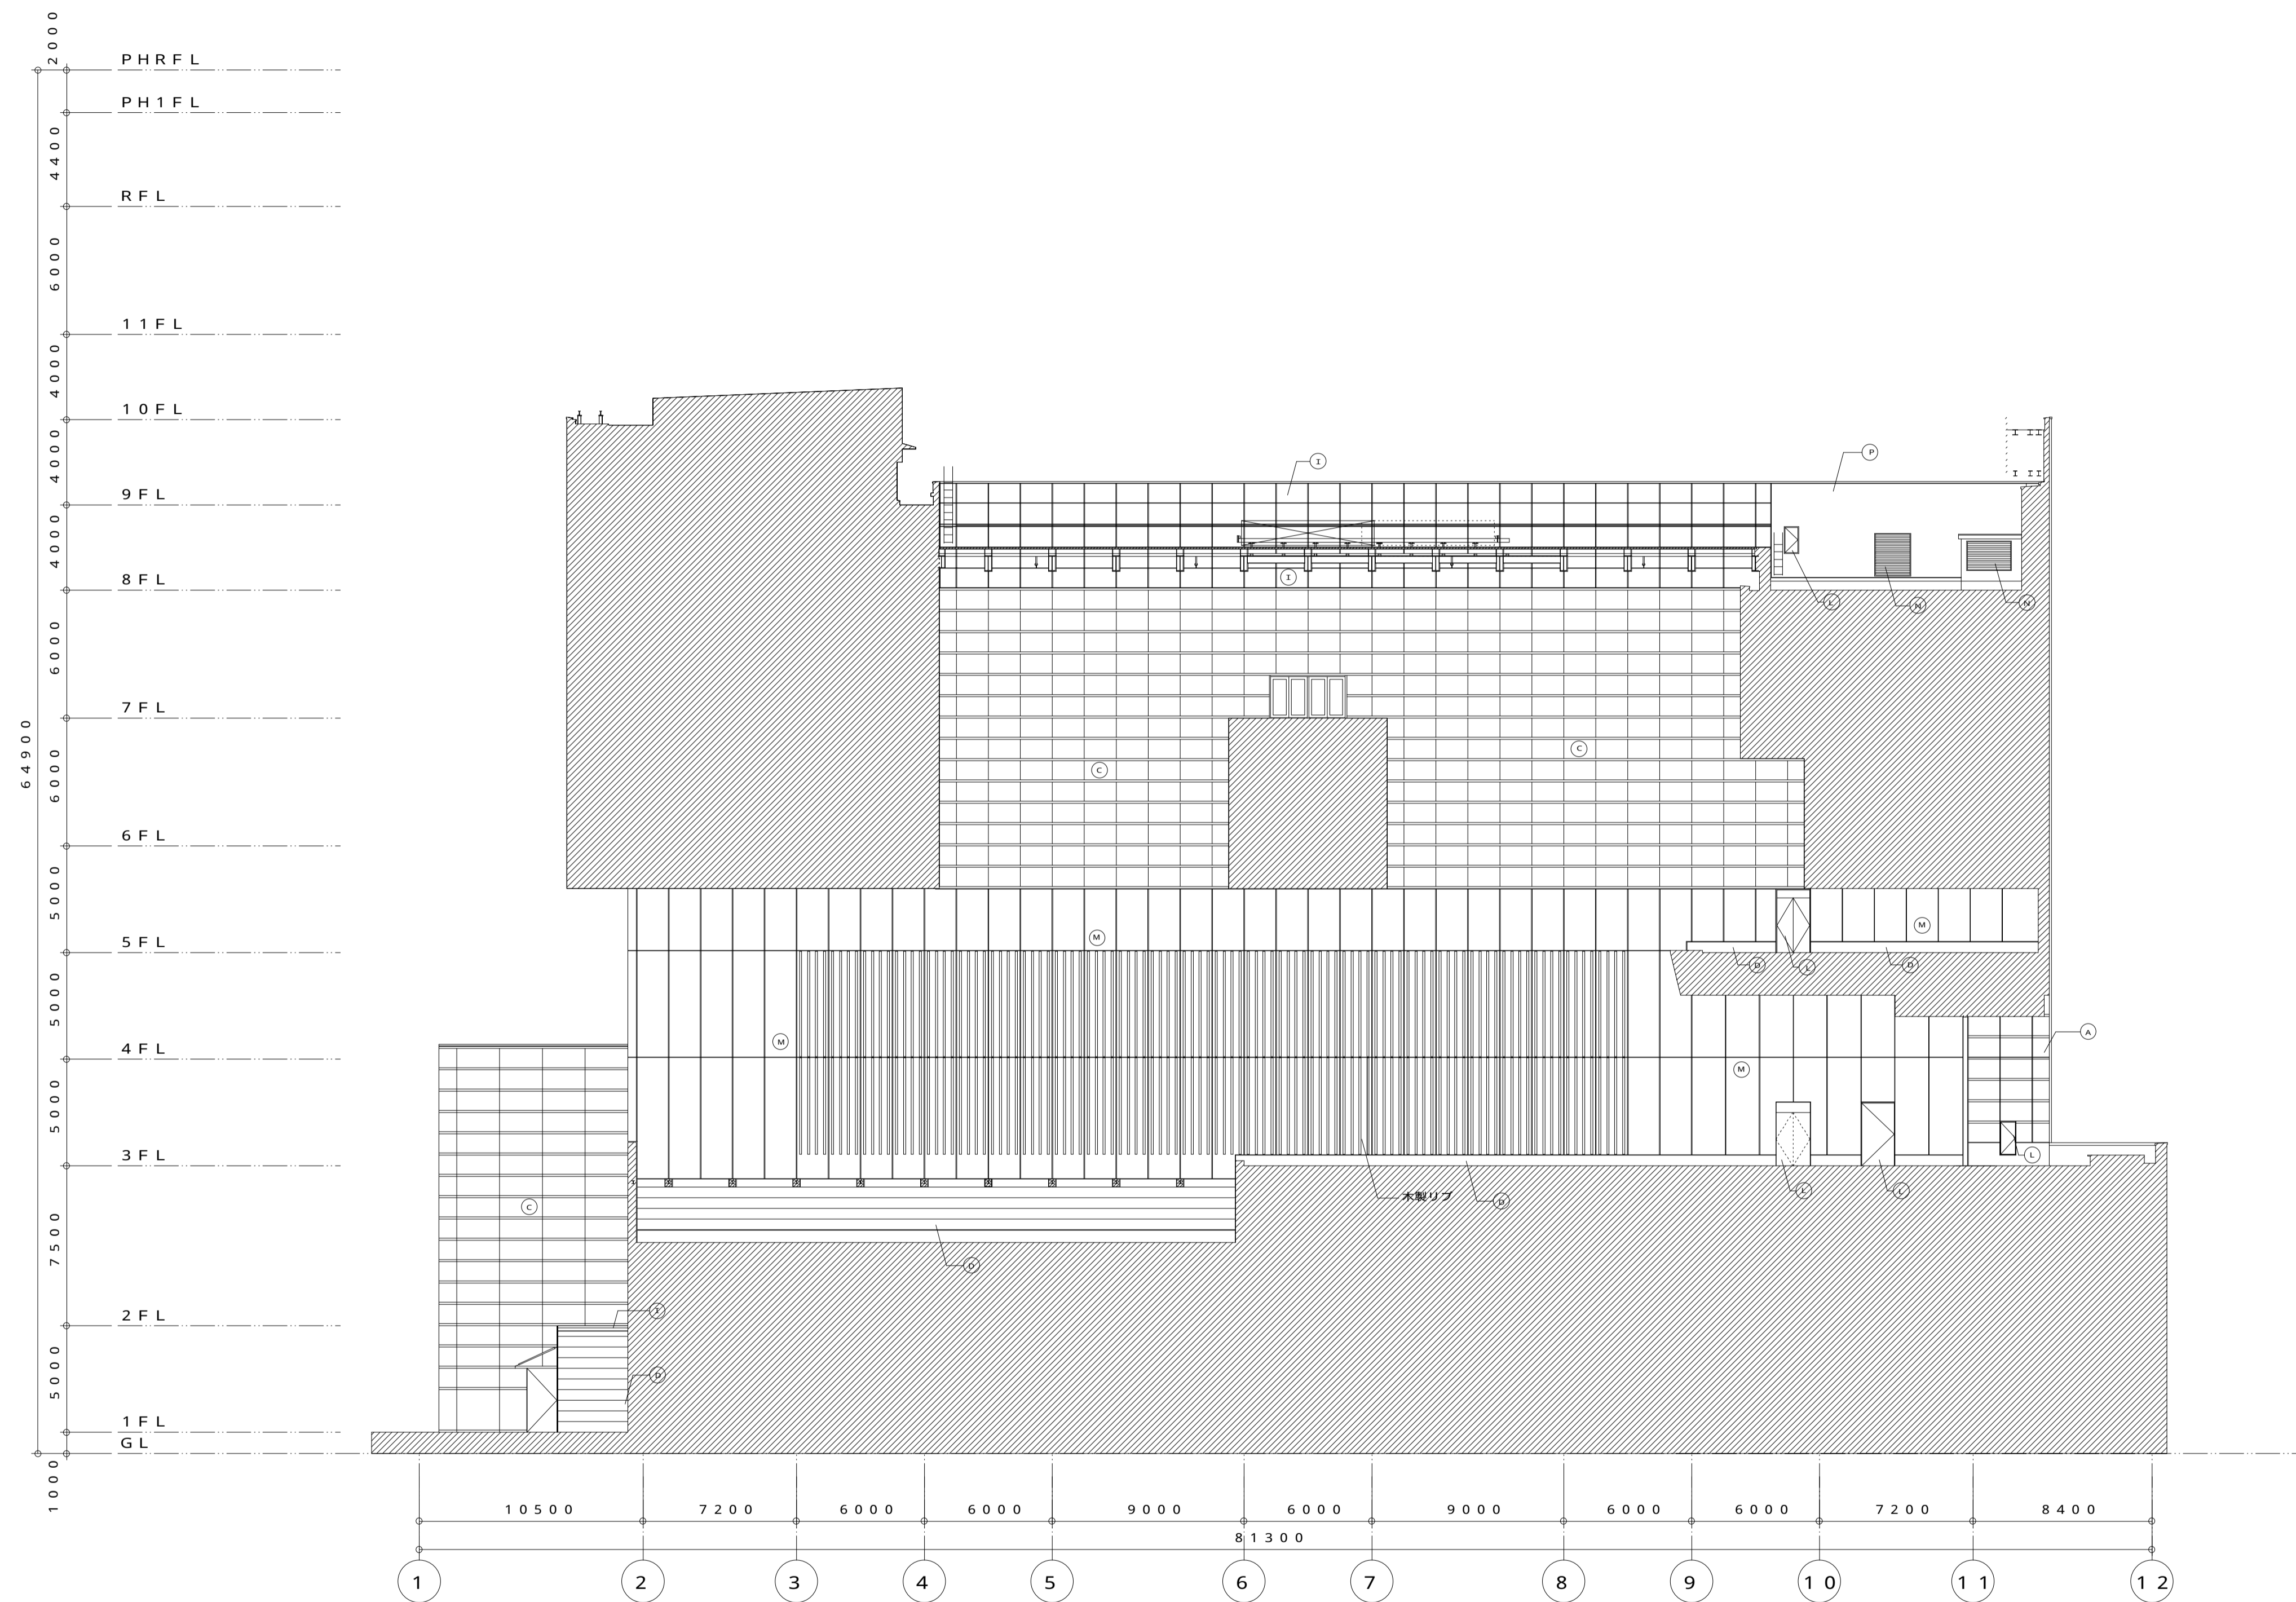 2000
PHRFL
PH1FL
4400
RFL
6000
11FL
4000
10FL
4000
9FL
4000
8FL
6000
7FL
6000
6FL
5000
5FL
5000
4FL
5000
3FL
7500
2FL
5000
1FL
GL
1000
64900
I
P
I
L
N
N
C
C
M
M
D
L
D
M
M
A
L
木製リブ
D
L
L
C
D
I
D
10500
7200
6000
6000
9000
6000
9000
6000
6000
7200
8400
81300
1
2
3
4
5
6
7
8
9
10
11
12